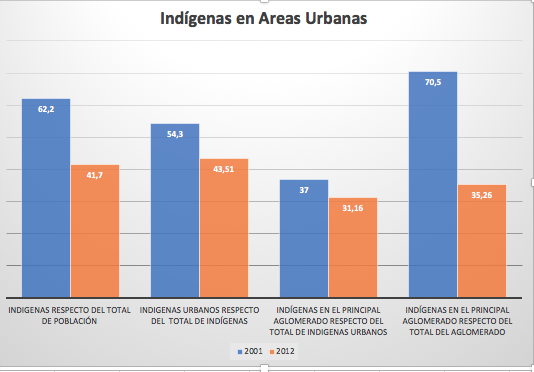 Indígenas en Areas Urbanas
62,2
41,7
54,3
43,51
37
31,16
70,5
35,26
INDIGENAS RESPECTO DEL TOTAL
DE POBLACIÓN
INDIGENAS URBANOS RESPECTO
DEL TOTAL DE INDÍGENAS
INDÍGENAS EN EL PRINCIPAL
AGLOMERADO RESPECTO DEL
TOTAL DE INDIGENAS URBANOS
INDÍGENAS EN EL PRINCIPAL
AGLOMERADO RESPECTO DEL
TOTAL DEL AGLOMERADO
2001 2012